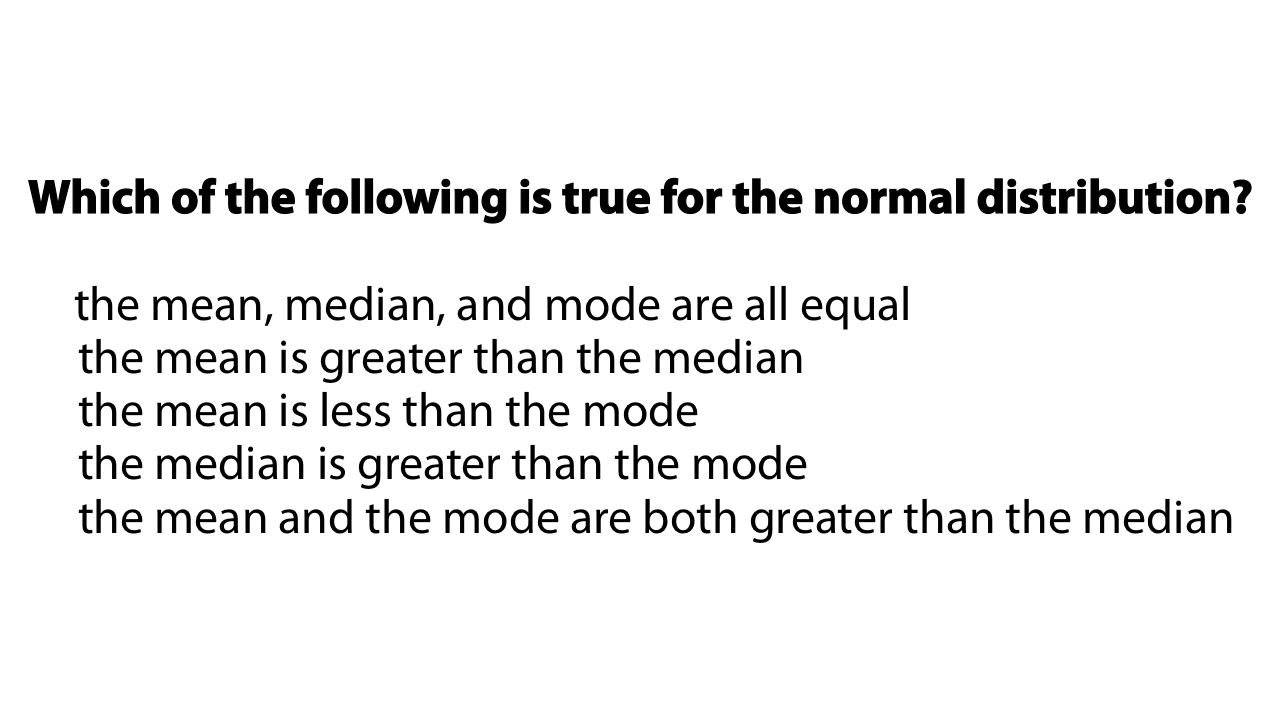 Which of the following is true for the normal distribution?
the mean, median, and mode are all equal
the mean is greater than the median
the mean is less than the mode
the median is greater than the mode
the mean and the mode are both greater than the median